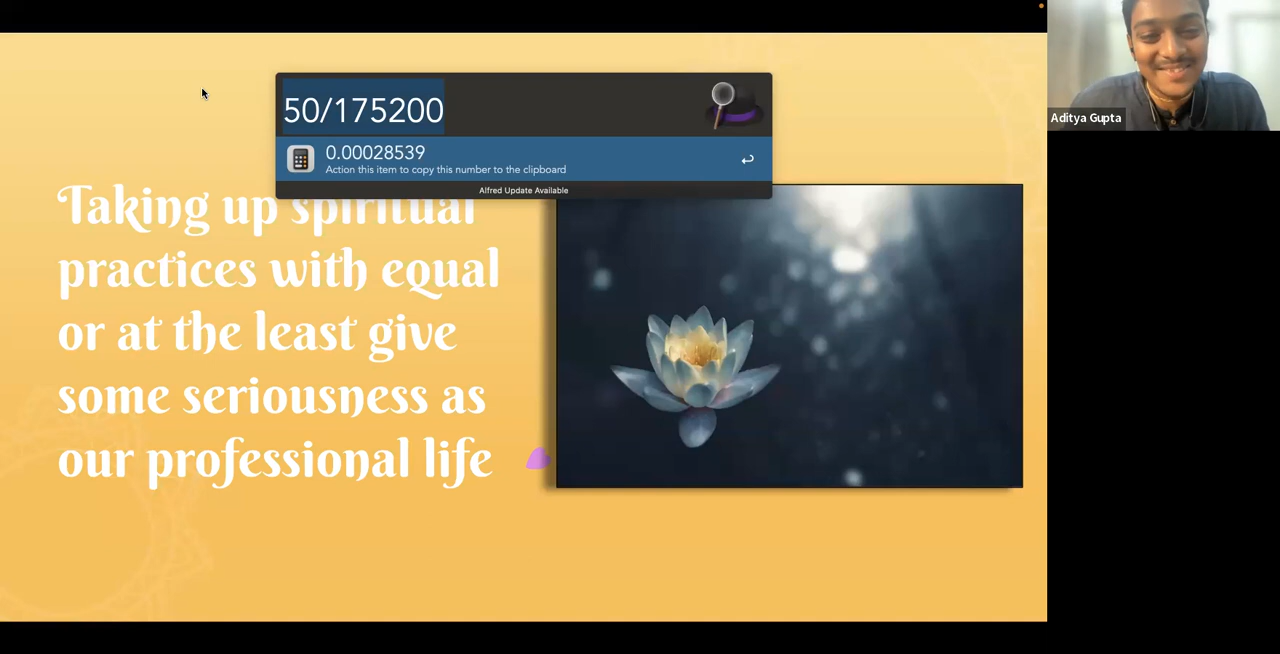 50/175200
0.00028539
Action this item to copy this number to the clipboard
Alfred Update Available
Aditya Gupta
Taking up spiritual
practices with equal
or at the least give
some seriousness as
our professional life